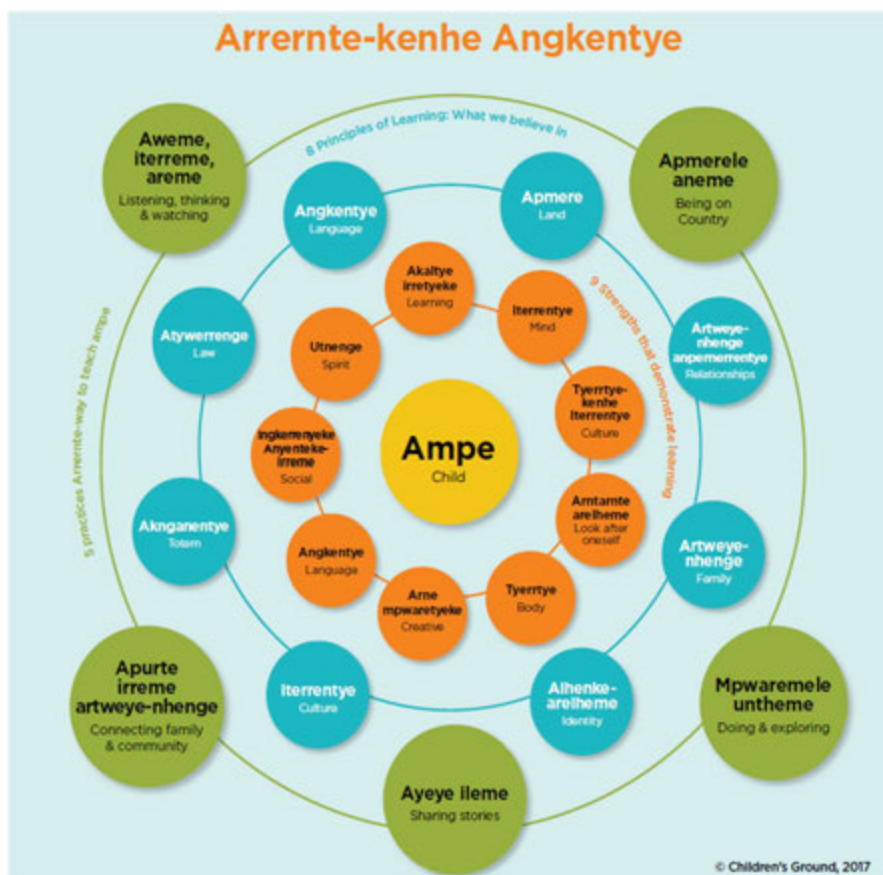 Arrernte-kenhe Angkentye
8 Principles of Learning: What we believe in
Aweme,
iterreme,
areme
Listening, thinking
& watching
Apmerele
aneme
Being on
Country
Angkentye
Language
Apmere
Land
Akaltye
irretyeke
Learning
Iterrentye
Mind
9 Strengths that demonstrate learning
Atywerrenge
Law
Utnenge
Spirit
Artweye-
nhenge
anpernerrentye
Relationships
Tyerrtye-
kenhe
Iterrentye
Culture
5 practices Arrernte-way to teach ampe
Ingkerrenyeke
Anyenteke-
irreme
Social
Ampe
Child
Arntarnte
arelheme
Look after
oneself
Aknganentye
Totem
Angkentye
Language
Artweye-
nhenge
Family
Arne
mpwaretyeke
Creative
Tyerrtye
Body
Apurte
irreme
artweye-nhenge
Connecting family
& community
Iterrentye
Culture
Alhenke-
arelheme
Identity
Mpwaremele
untheme
Doing & exploring
Ayeye ileme
Sharing stories
© Children's Ground, 2017